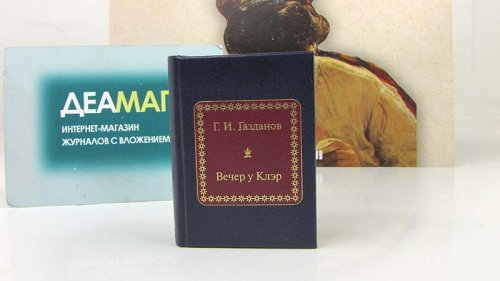 ДЕАМАГ
ИНТЕРНЕТ-МАГАЗИН
ЖУРНАЛОВ С ВЛОЖЕНИЕМ
Г. И. Газданов
Вечер у Клэр